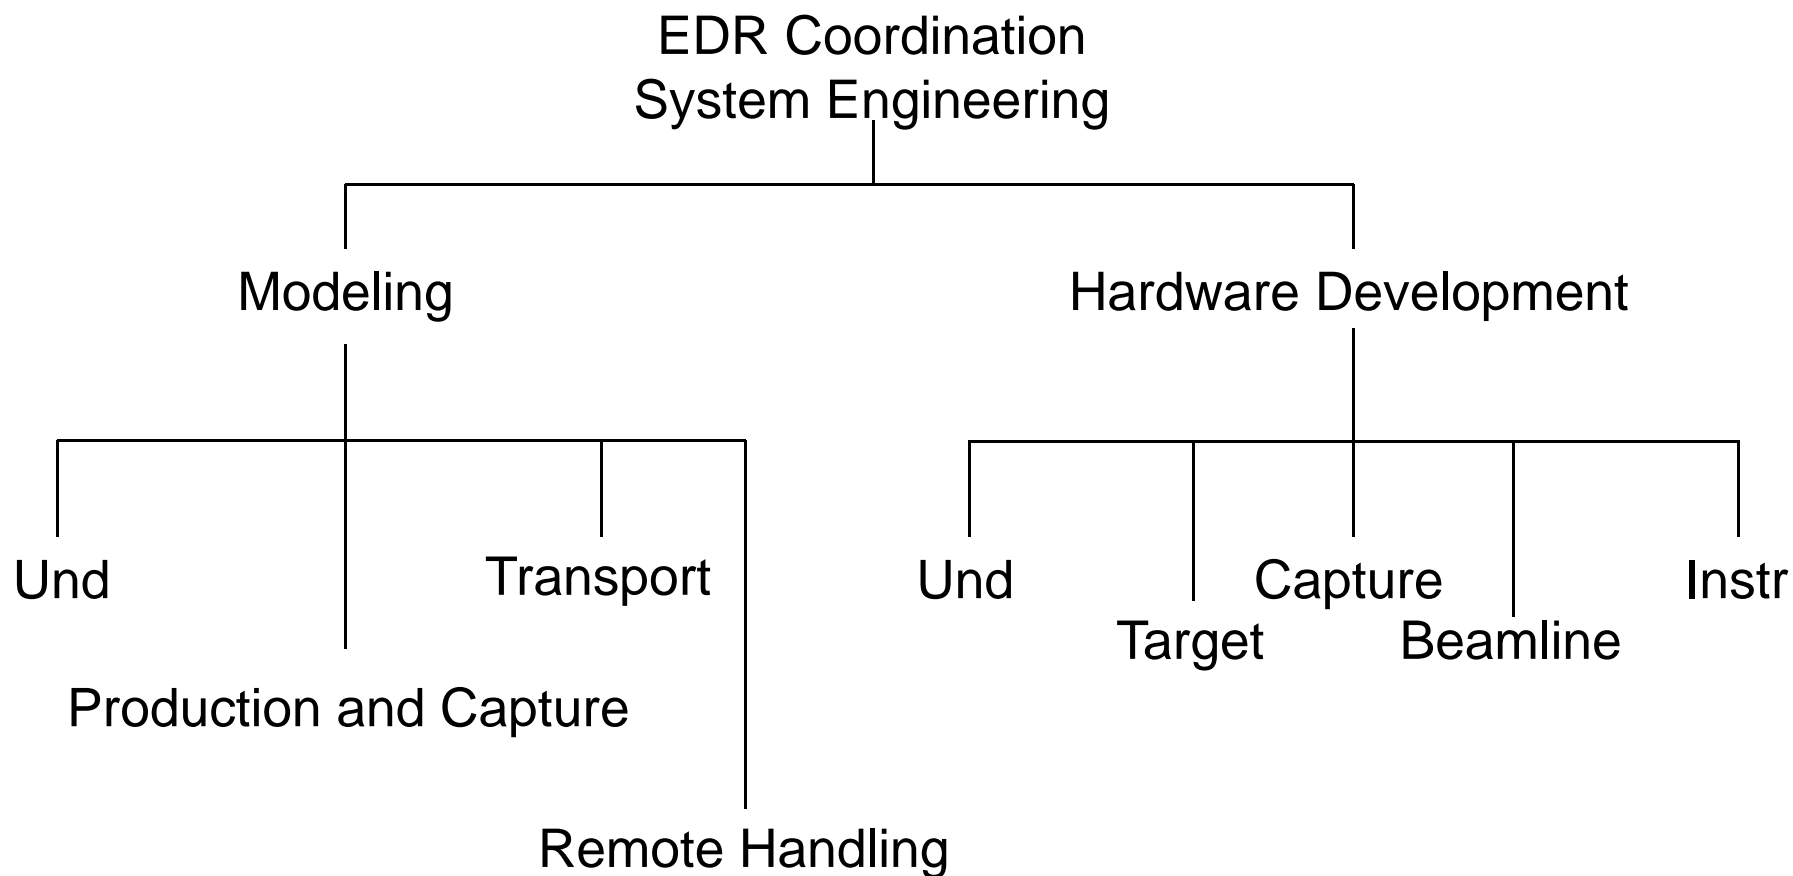 EDR Coordination
System Engineering
Modeling
Hardware Development
Und
Transport
Und
Capture
Instr
Target
Beamline
Production and Capture
Remote Handling